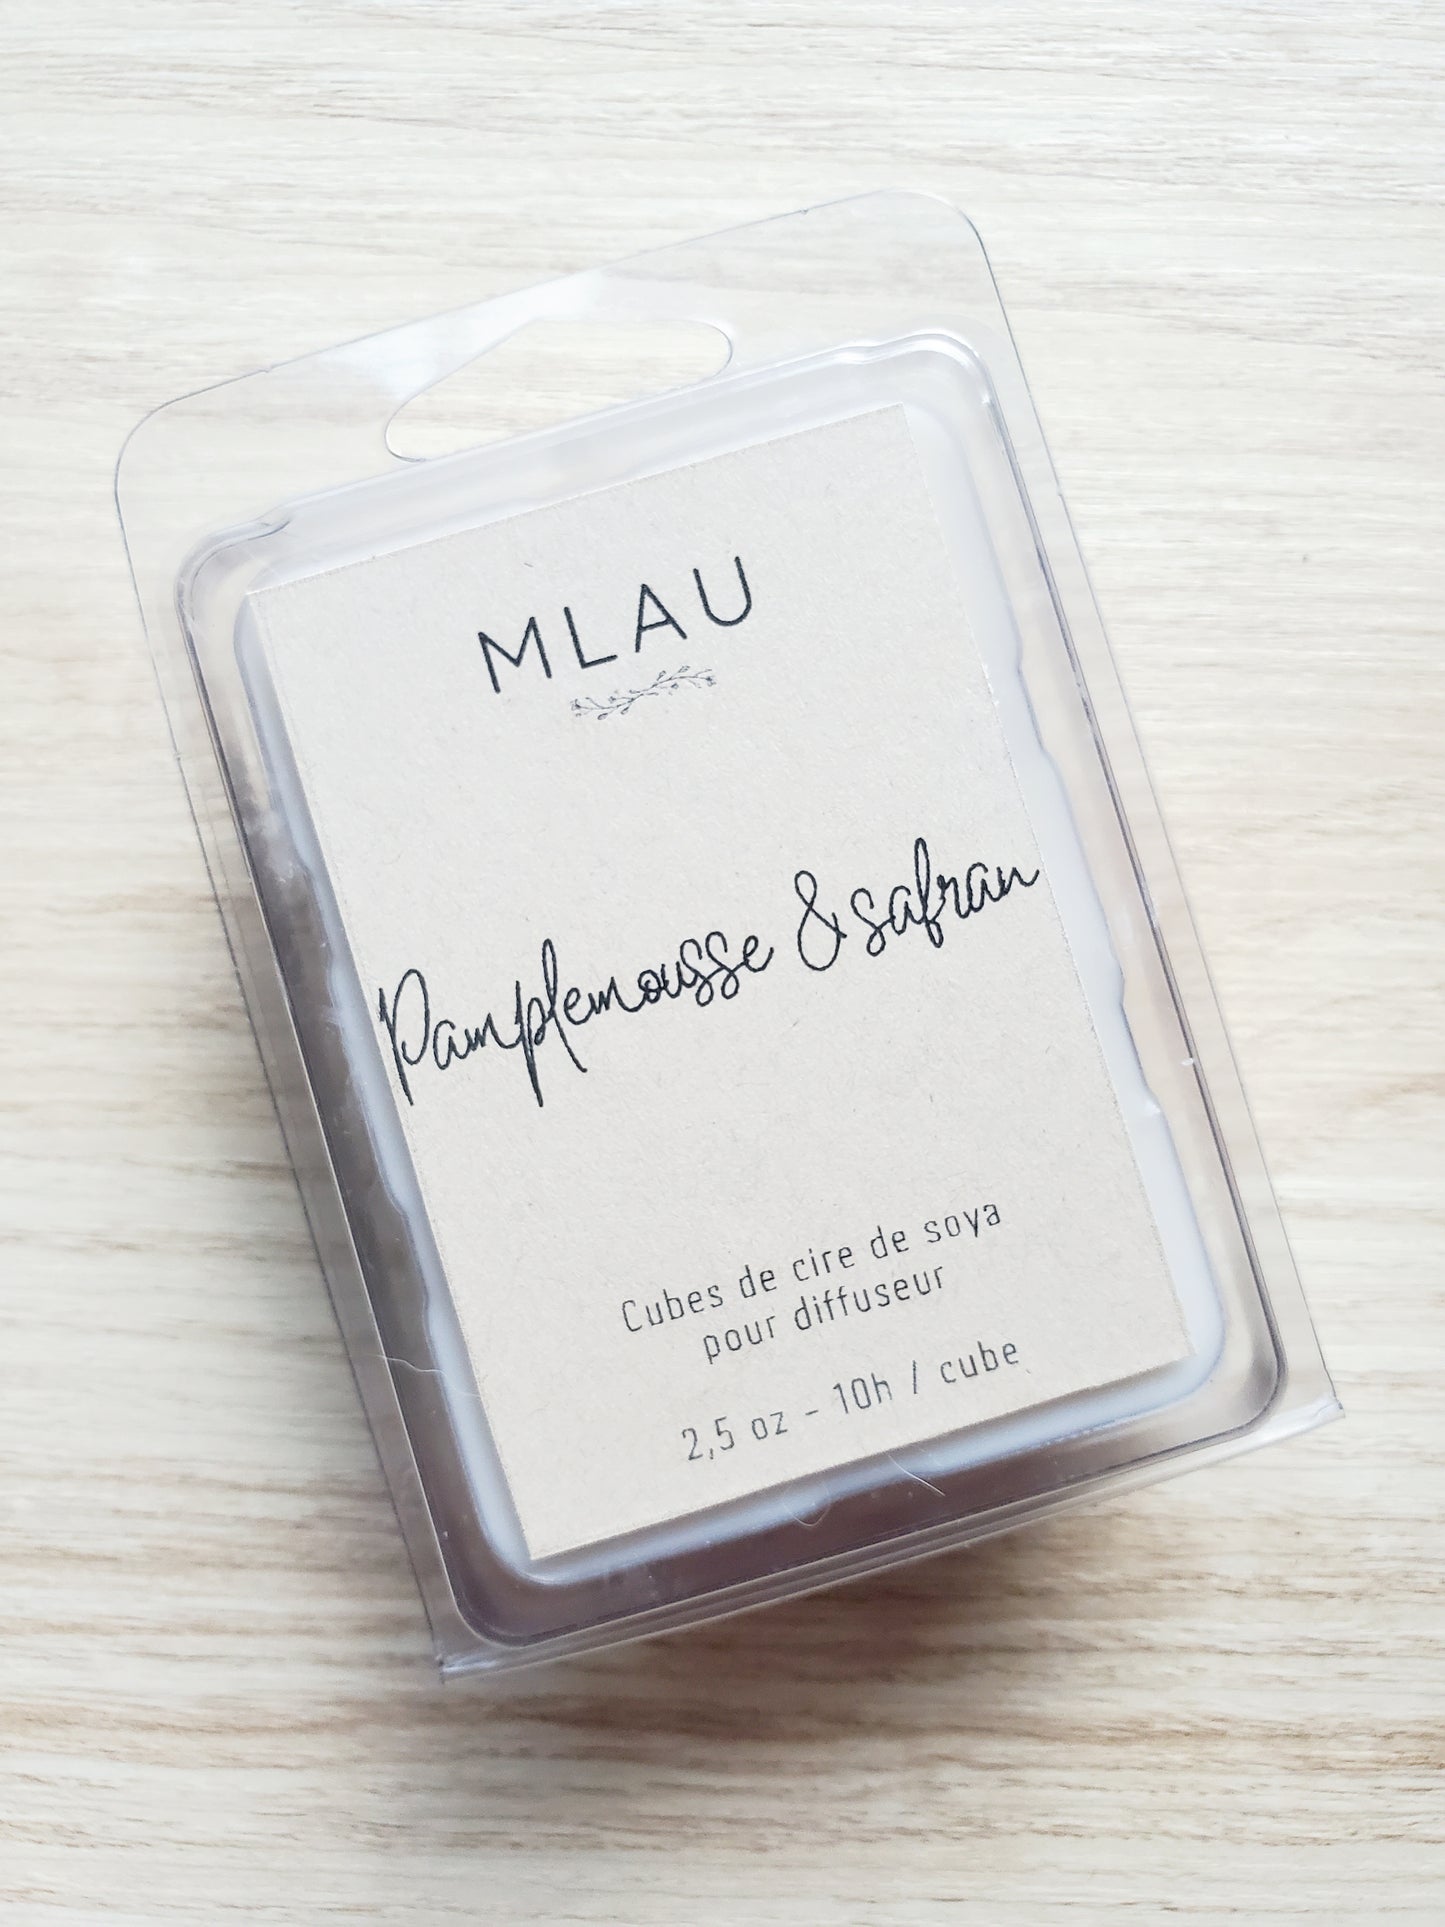 MLAU
Pamplemousse & safran
Cubes de cire de soya
pour diffuseur
2,5 oz - 10h / cube